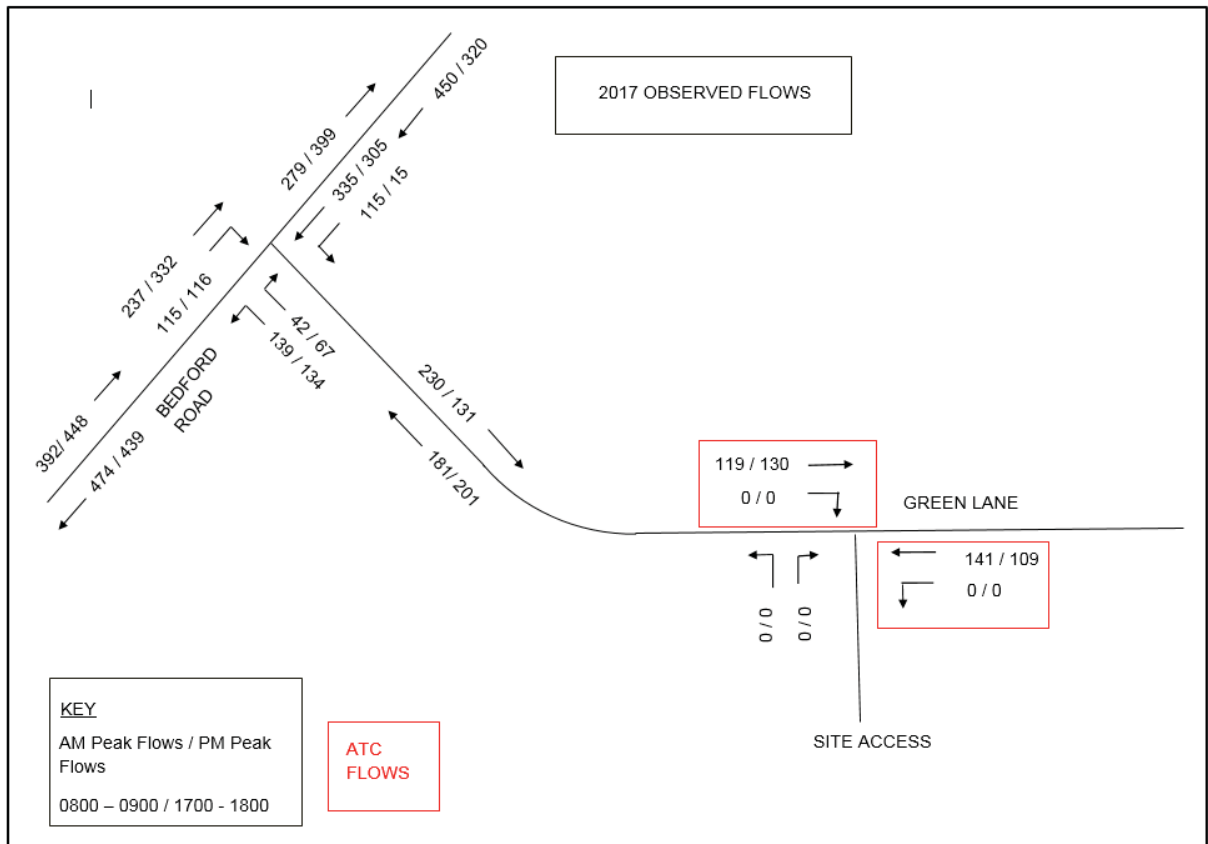 2017 OBSERVED FLOWS
450 / 320
279 / 399
335 / 305
115 / 15
237 / 332
115 / 116
42 / 67
139 / 134
BEDFORD
ROAD
392/ 448
474 / 439
230 / 131
181/ 201
119 / 130
0 / 0
GREEN LANE
141 / 109
0 / 0
0 / 0
0 / 0
SITE ACCESS
KEY
AM Peak Flows / PM Peak
Flows
0800 – 0900 / 1700 - 1800
ATC
FLOWS